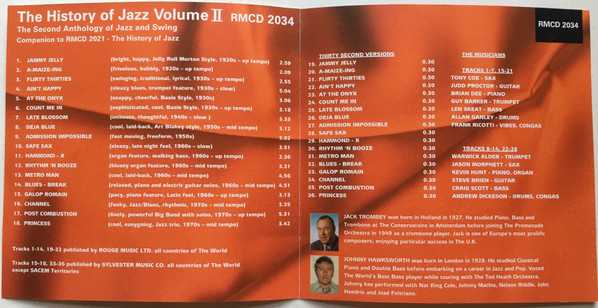 The History of Jazz Volume II RMCD 2034
The Second Anthology of Jazz and Swing
Companion to RMCD 2021 - The History of Jazz
1. JAMMY JELLY (bright, happy, Jelly Roll Morton Style, 1920s – up tempo) 2.59
2. A-MAIZE-ING (frivolous, bubbly, 1920s – up tempo) 2.09
3. FLIRTY THIRTIES (swinging, traditional, lyrical, 1930s – up tempo) 2.55
4. AIN'T HAPPY (sleazy blues, trumpet feature, 1930s – slow) 5.04
5. AT THE ONYX (snappy, cheerful, Basie Style, 1930s) 3.06
6. COUNT ME IN (sophisticated, cool, Basie Style, 1930s – up tempo) 3.18
7. LATE BLOSSOM (intimate, thoughtful, 1940s – slow) 3.32
8. DEJA BLUE (cool, laid-back, Art Blakey style, 1950s – mid tempo) 3.12
9. ADMISSION IMPOSSIBLE (fast moving, freeform, 1950s)
10. SAFE SAX (sleazy, late night feel, 1960s – slow) 3.51
11. HAMMOND - X (organ feature, walking bass, 1960s – up tempo) 2.36
12. RHYTHM 'N BOOZE (bluesy organ feature, 1960s – mid tempo) 3.31
13. METRO MAN (cool, laid-back, 1960s – mid tempo) 4.56
14. BLUES - BREAK (relaxed, piano and electric guitar solos, 1960s – mid tempo) 4.51
15. GALOP ROMAIN (pacy, piano feature, Latin feel, 1960s – mid tempo) 3.13
16. CHANNEL (funky, Jazz/Blues, rhythmic, 1970s – mid tempo) 3.35
17. POST COMBUSTION (lively, powerful Big Band with solos, 1970s – up tempo) 5.31
18. PRINCESS (cool, easygoing, Jazz trio, 1970s – mid tempo) 3.42
Tracks 1-14, 19-32 published by ROUGE MUSIC LTD. all countries of The World
Tracks 15-18, 33-36 published by SYLVESTER MUSIC CO. all countries of The World
except SACEM Territories
RMCD 2034
THIRTY SECOND VERSIONS
19. JAMMY JELLY 0.30
20. A-MAIZE-ING 0.30
21. FLIRTY THIRTIES 0.30
22. AIN'T HAPPY 0.30
23. AT THE ONYX 0.30
24. COUNT ME IN 0.30
25. LATE BLOSSOM 0.30
26. DEJA BLUE 0.30
27. ADMISSION IMPOSSIBLE 0.30
28. SAFE SAX 0.30
29. HAMMOND - X 0.30
30. RHYTHM 'N BOOZE 0.30
31. METRO MAN 0.30
32. BLUES - BREAK 0.30
33. GALOP ROMAIN 0.30
34. CHANNEL 0.30
35. POST COMBUSTION 0.30
36. PRINCESS 0.30
THE MUSICIANS
TRACKS 1-7, 15-21
TONY COE - SAX
JUDD PROCTOR - GUITAR
BRIAN DEE - PIANO
GUY BARKER - TRUMPET
LEN SKEAT - BASS
ALLAN GANLEY - DRUMS
FRANK RICOTTI - VIBES, CONGAS
TRACKS 8-14, 22-28
WARWICK ALDER - TRUMPET
JASON MORPHETT - SAX
KEVIN HUNT - PIANO, ORGAN
STEVE BRIEN - GUITAR
CRAIG SCOTT - BASS
ANDREW DICKESON - DRUMS, CONGAS
JACK TROMBEY was born in Holland in 1927. He studied Piano, Bass and
Trombone at The Conservatoire in Amsterdam before joining The Promenade
Orchestra in 1949 as a trombone player. Jack is one of Europe's most prolific
composers, enjoying particular success in The U.K.
JOHNNY HAWKSWORTH was born in London in 1928. He studied Classical
Piano and Double Bass before embarking on a career in Jazz and Pop. Voted
The World's Best Bass player while touring with The Ted Heath Orchestra,
Johnny has performed with Nat King Cole, Johnny Mathis, Nelson Riddle, Jimi
Hendrix and José Feliciano.